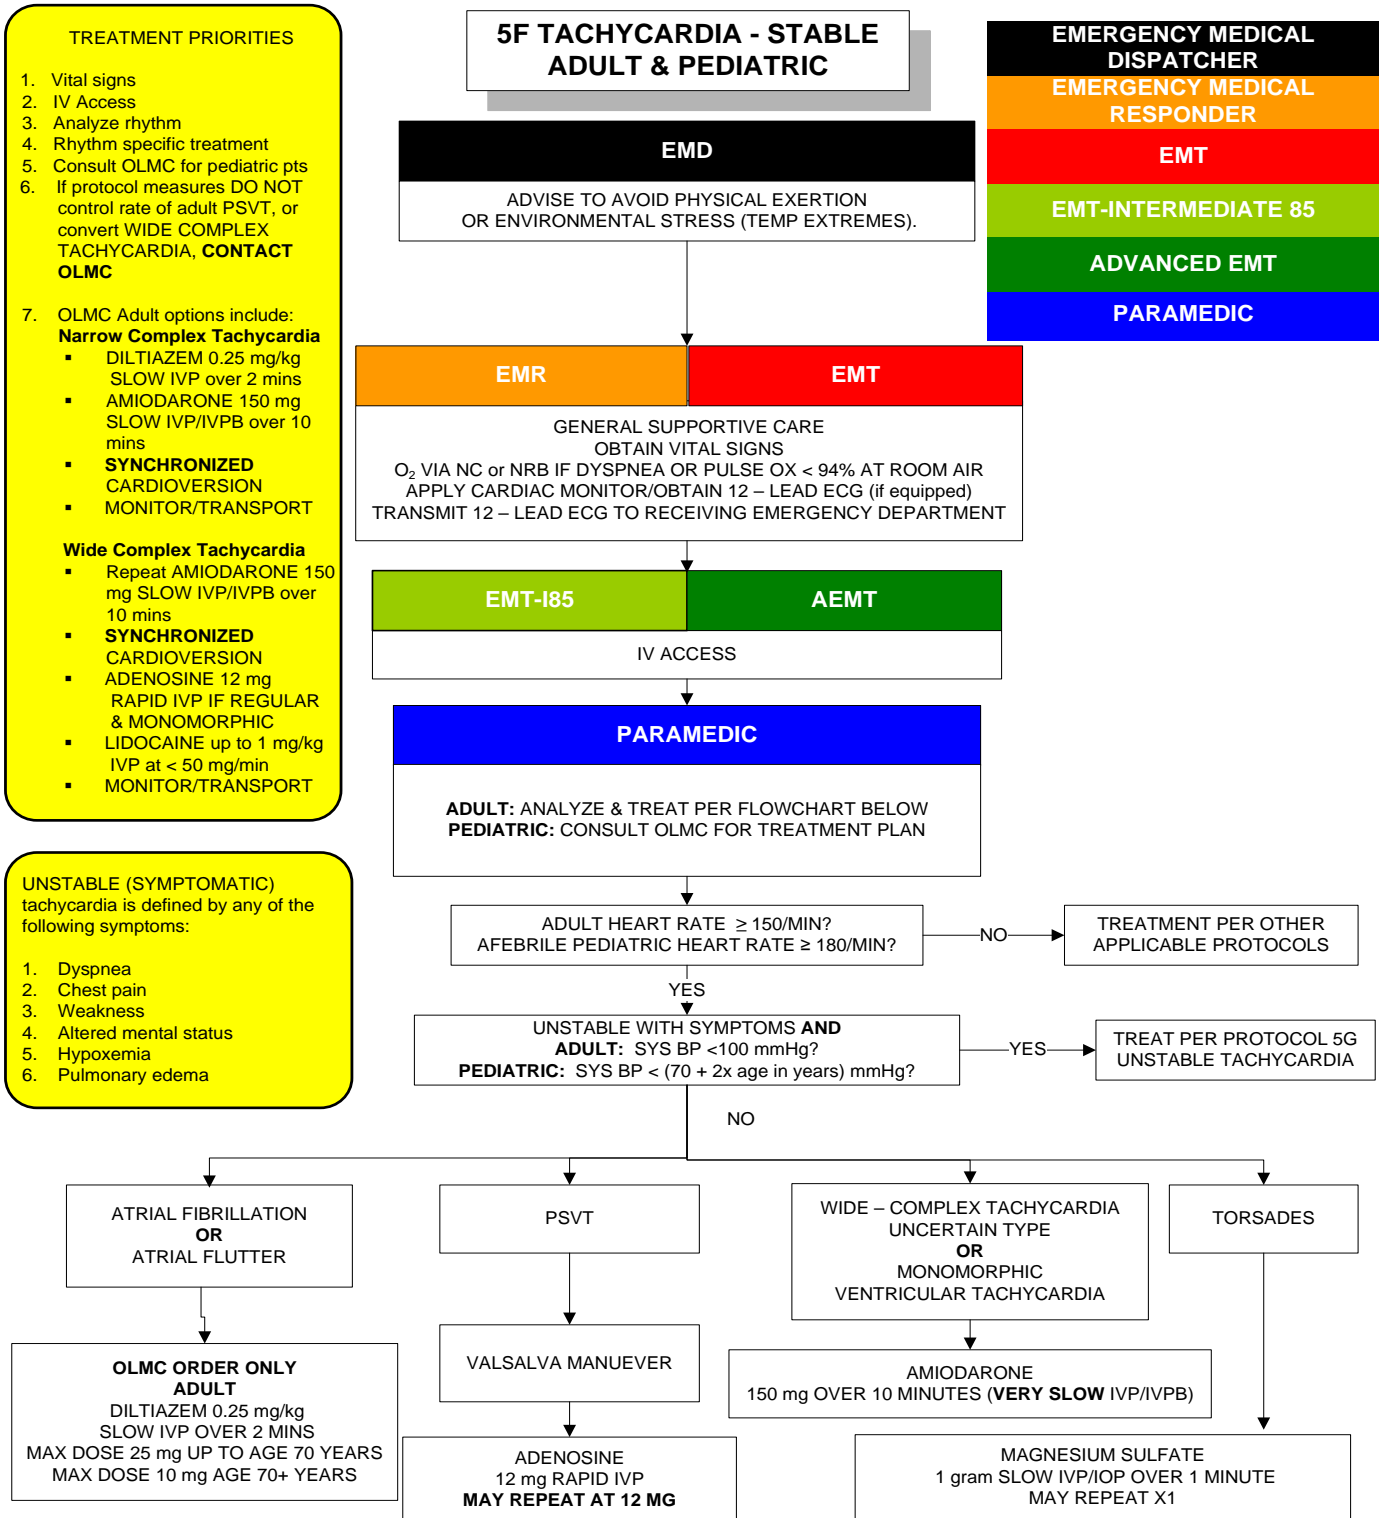 TREATMENT PRIORITIES
1. Vital signs
2. IV Access
3. Analyze rhythm
4. Rhythm specific treatment
5. Consult OLMC for pediatric pts
6. If protocol measures DO NOT
control rate of adult PSVT, or
convert WIDE COMPLEX
TACHYCARDIA, CONTACT
OLMC
7. OLMC Adult options include:
Narrow Complex Tachycardia
▪ DILTIAZEM 0.25 mg/kg
SLOW IVP over 2 mins
▪ AMIODARONE 150 mg
SLOW IVP/IVPB over 10
mins
▪ SYNCHRONIZED
CARDIOVERSION
▪ MONITOR/TRANSPORT
Wide Complex Tachycardia
▪ Repeat AMIODARONE 150
mg SLOW IVP/IVPB over
10 mins
▪ SYNCHRONIZED
CARDIOVERSION
▪ ADENOSINE 12 mg
RAPID IVP IF REGULAR
& MONOMORPHIC
▪ LIDOCAINE up to 1 mg/kg
IVP at < 50 mg/min
▪ MONITOR/TRANSPORT
UNSTABLE (SYMPTOMATIC)
tachycardia is defined by any of the
following symptoms:
1. Dyspnea
2. Chest pain
3. Weakness
4. Altered mental status
5. Hypoxemia
6. Pulmonary edema
5F TACHYCARDIA - STABLE
ADULT & PEDIATRIC
EMERGENCY MEDICAL
DISPATCHER
EMERGENCY MEDICAL
RESPONDER
EMT
EMT-INTERMEDIATE 85
ADVANCED EMT
PARAMEDIC
EMD
ADVISE TO AVOID PHYSICAL EXERTION
OR ENVIRONMENTAL STRESS (TEMP EXTREMES).
EMR
EMT
GENERAL SUPPORTIVE CARE
OBTAIN VITAL SIGNS
O₂ VIA NC or NRB IF DYSPNEA OR PULSE OX < 94% AT ROOM AIR
APPLY CARDIAC MONITOR/OBTAIN 12 – LEAD ECG (if equipped)
TRANSMIT 12 – LEAD ECG TO RECEIVING EMERGENCY DEPARTMENT
EMT-I85
AEMT
IV ACCESS
PARAMEDIC
ADULT: ANALYZE & TREAT PER FLOWCHART BELOW
PEDIATRIC: CONSULT OLMC FOR TREATMENT PLAN
ADULT HEART RATE ≥ 150/MIN?
AFEBRILE PEDIATRIC HEART RATE ≥ 180/MIN?
NO
TREATMENT PER OTHER
APPLICABLE PROTOCOLS
YES
UNSTABLE WITH SYMPTOMS AND
ADULT: SYS BP <100 mmHg?
PEDIATRIC: SYS BP < (70 + 2x age in years) mmHg?
YES
TREAT PER PROTOCOL 5G
UNSTABLE TACHYCARDIA
NO
ATRIAL FIBRILLATION
OR
ATRIAL FLUTTER
PSVT
WIDE – COMPLEX TACHYCARDIA
UNCERTAIN TYPE
OR
MONOMORPHIC
VENTRICULAR TACHYCARDIA
TORSADES
OLMC ORDER ONLY
ADULT
DILTIAZEM 0.25 mg/kg
SLOW IVP OVER 2 MINS
MAX DOSE 25 mg UP TO AGE 70 YEARS
MAX DOSE 10 mg AGE 70+ YEARS
VALSALVA MANUEVER
ADENOSINE
12 mg RAPID IVP
MAY REPEAT AT 12 MG
AMIODARONE
150 mg OVER 10 MINUTES (VERY SLOW IVP/IVPB)
MAGNESIUM SULFATE
1 gram SLOW IVP/IOP OVER 1 MINUTE
MAY REPEAT X1